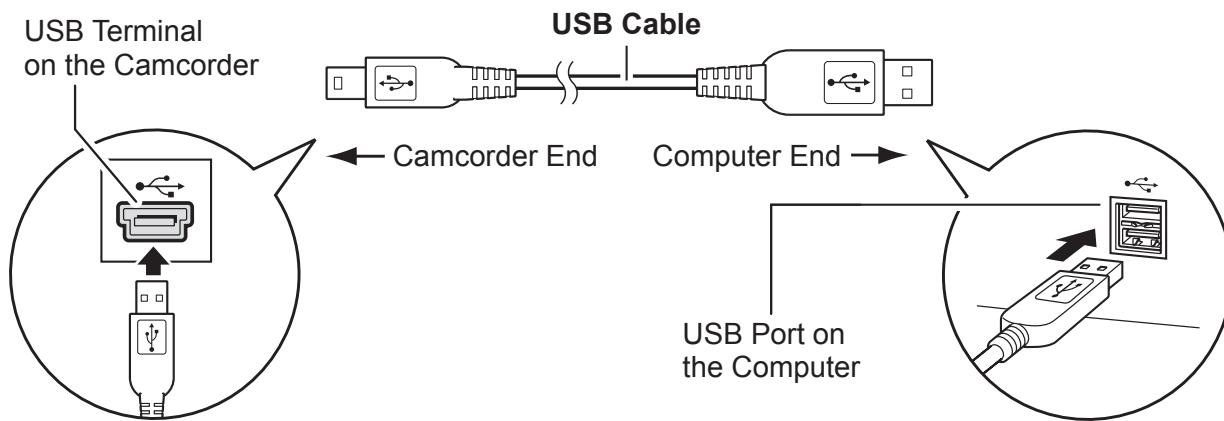 USB Terminal
on the Camcorder
USB Cable
Camcorder End
Computer End
USB Port on
the Computer